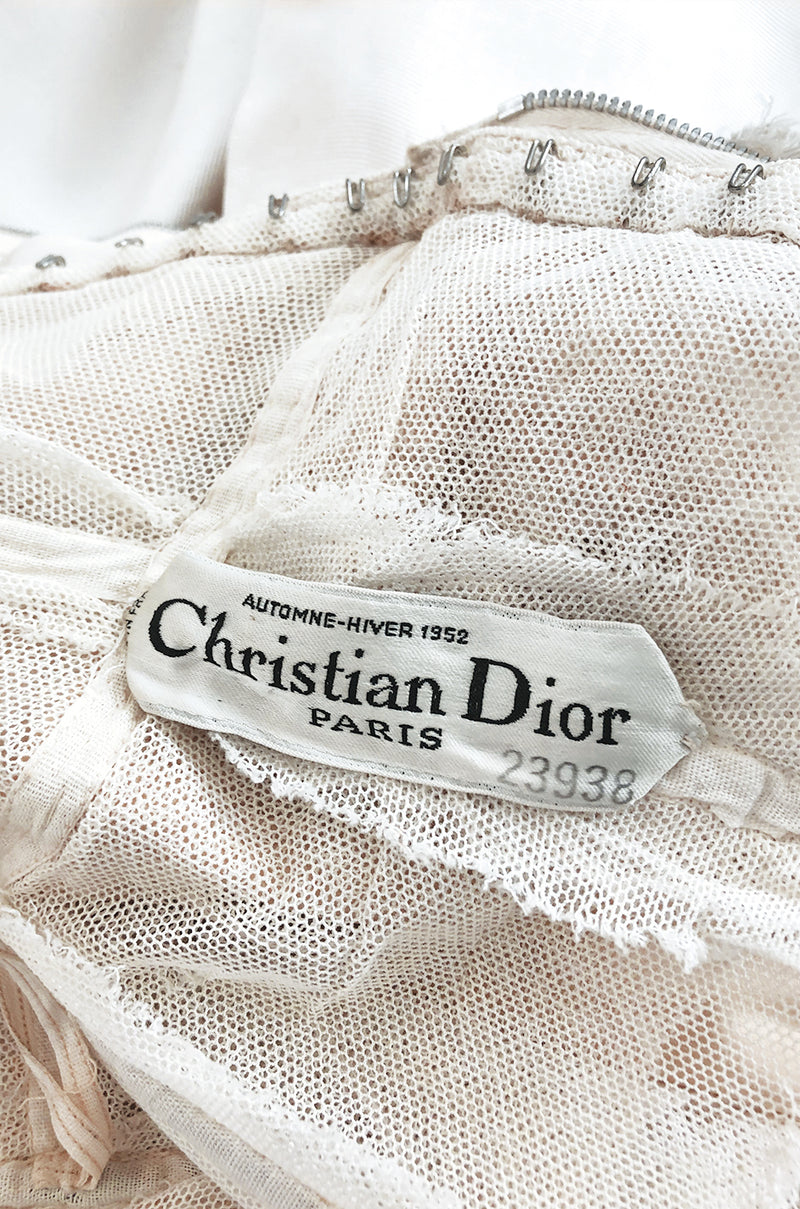 AUTOMNE-HIVER 1952
Christian Dior
PARIS
23938